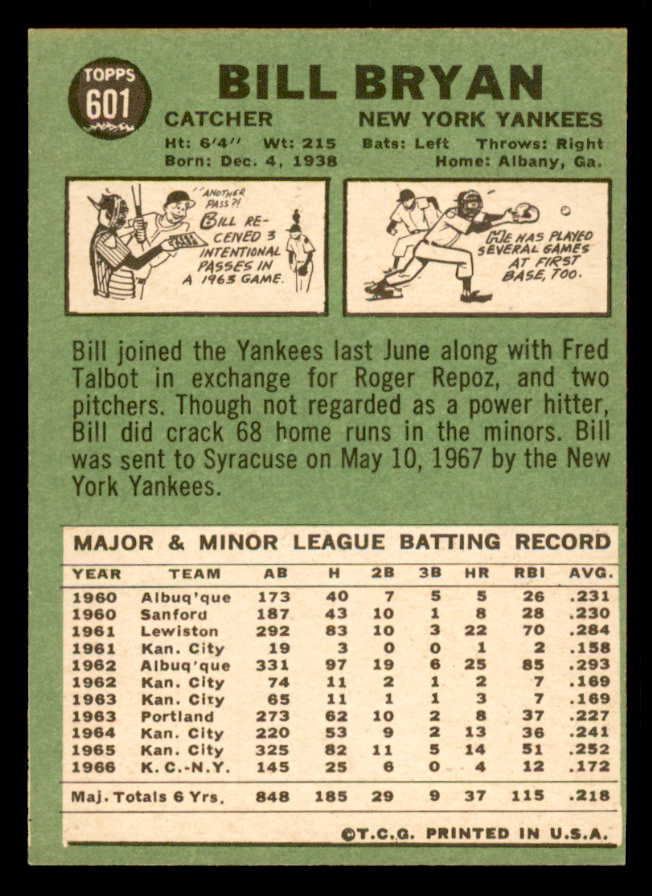 TOPPS
601
BILL BRYAN
CATCHER NEW YORK YANKEES
Ht: 6'4" Wt: 215 Bats: Left Throws: Right
Born: Dec. 4, 1938 Home: Albany, Ga.
"ANOTHER
PASS?!
BILL RE-
CEIVED 3
INTENTIONAL
PASSES IN
A 1963 GAME.
HE HAS PLAYED
SEVERAL GAMES
AT FIRST
BASE, TOO.
Bill joined the Yankees last June along with Fred
Talbot in exchange for Roger Repoz, and two
pitchers. Though not regarded as a power hitter,
Bill did crack 68 home runs in the minors. Bill
was sent to Syracuse on May 10, 1967 by the New
York Yankees.
MAJOR & MINOR LEAGUE BATTING RECORD
YEAR TEAM AB H 2B 3B HR RBI AVG.
1960 Albuq'que 173 40 7 5 5 26 .231
1960 Sanford 187 43 10 1 8 28 .230
1961 Lewiston 292 83 10 3 22 70 .284
1961 Kan. City 19 3 0 0 1 2 .158
1962 Albuq'que 331 97 19 6 25 85 .293
1962 Kan. City 74 11 2 1 2 7 .169
1963 Kan. City 65 11 1 1 3 7 .169
1963 Portland 273 62 10 2 8 37 .227
1964 Kan. City 220 53 9 2 13 36 .241
1965 Kan. City 325 82 11 5 14 51 .252
1966 K. C.-N.Y. 145 25 6 0 4 12 .172
Maj. Totals 6 Yrs. 848 185 29 9 37 115 .218
©T.C.G. PRINTED IN U.S.A.